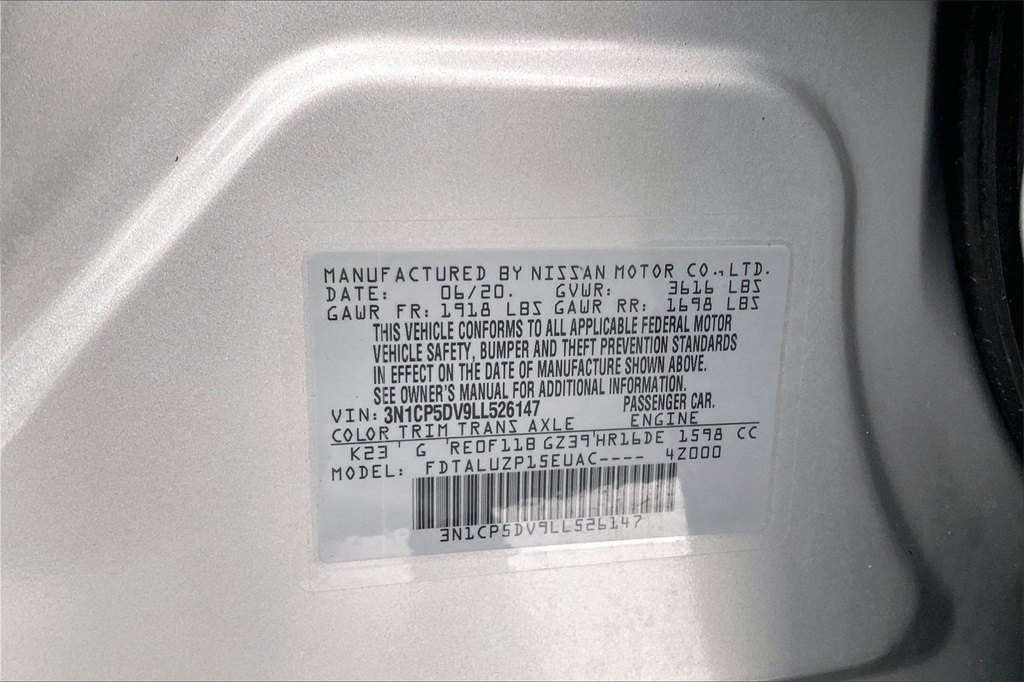 MANUFACTURED BY NISSAN MOTOR CO.,LTD.
DATE: 06/20. GVWR: 3616 LBS
GAWR FR: 1918 LBS GAWR RR: 1698 LBS
THIS VEHICLE CONFORMS TO ALL APPLICABLE FEDERAL MOTOR
VEHICLE SAFETY, BUMPER AND THEFT PREVENTION STANDARDS
IN EFFECT ON THE DATE OF MANUFACTURE SHOWN ABOVE.
SEE OWNER'S MANUAL FOR ADDITIONAL INFORMATION.
VIN: 3N1CP5DV9LL526147 PASSENGER CAR.
COLOR TRIM TRANS AXLE ENGINE
K23 G RE0F11B GZ39 HR16DE 1598 CC
MODEL: FDTALUZP15EUAC---- 4Z000
3N1CP5DV9LL526147